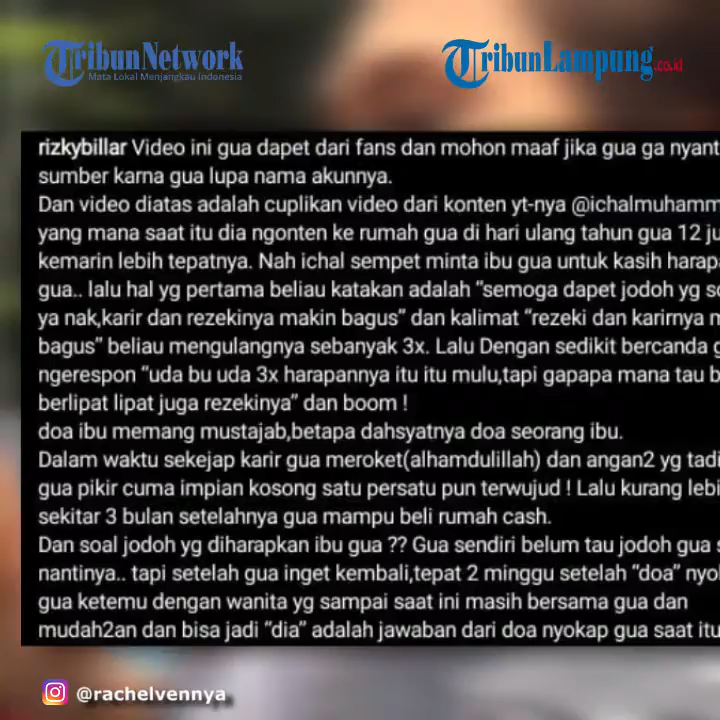 TribunNetwork
Mata Lokal Menjangkau Indonesia
TribunLampung.co.id
rizkybillar Video ini gua dapet dari fans dan mohon maaf jika gua ga nyant
sumber karna gua lupa nama akunnya.
Dan video diatas adalah cuplikan video dari konten yt-nya @ichalmuhamm
yang mana saat itu dia ngonten ke rumah gua di hari ulang tahun gua 12 ju
kemarin lebih tepatnya. Nah ichal sempet minta ibu gua untuk kasih harap
gua.. lalu hal yg pertama beliau katakan adalah “semoga dapet jodoh yg s
ya nak,karir dan rezekinya makin bagus” dan kalimat “rezeki dan karirnya m
bagus” beliau mengulangnya sebanyak 3x. Lalu Dengan sedikit bercanda g
ngerespon “uda bu uda 3x harapannya itu itu mulu,tapi gapapa mana tau b
berlipat lipat juga rezekinya” dan boom !
doa ibu memang mustajab,betapa dahsyatnya doa seorang ibu.
Dalam waktu sekejap karir gua meroket(alhamdulillah) dan angan2 yg tadi
gua pikir cuma impian kosong satu persatu pun terwujud ! Lalu kurang lebi
sekitar 3 bulan setelahnya gua mampu beli rumah cash.
Dan soal jodoh yg diharapkan ibu gua ?? Gua sendiri belum tau jodoh gua s
nantinya.. tapi setelah gua inget kembali,tepat 2 minggu setelah “doa” nyo
gua ketemu dengan wanita yg sampai saat ini masih bersama gua dan
mudah2an dan bisa jadi “dia” adalah jawaban dari doa nyokap gua saat itu
@rachelvennya